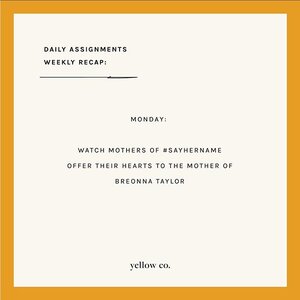 DAILY ASSIGNMENTS
WEEKLY RECAP:
MONDAY:
WATCH MOTHERS OF #SAYHERNAME
OFFER THEIR HEARTS TO THE MOTHER OF
BREONNA TAYLOR
yellow co.